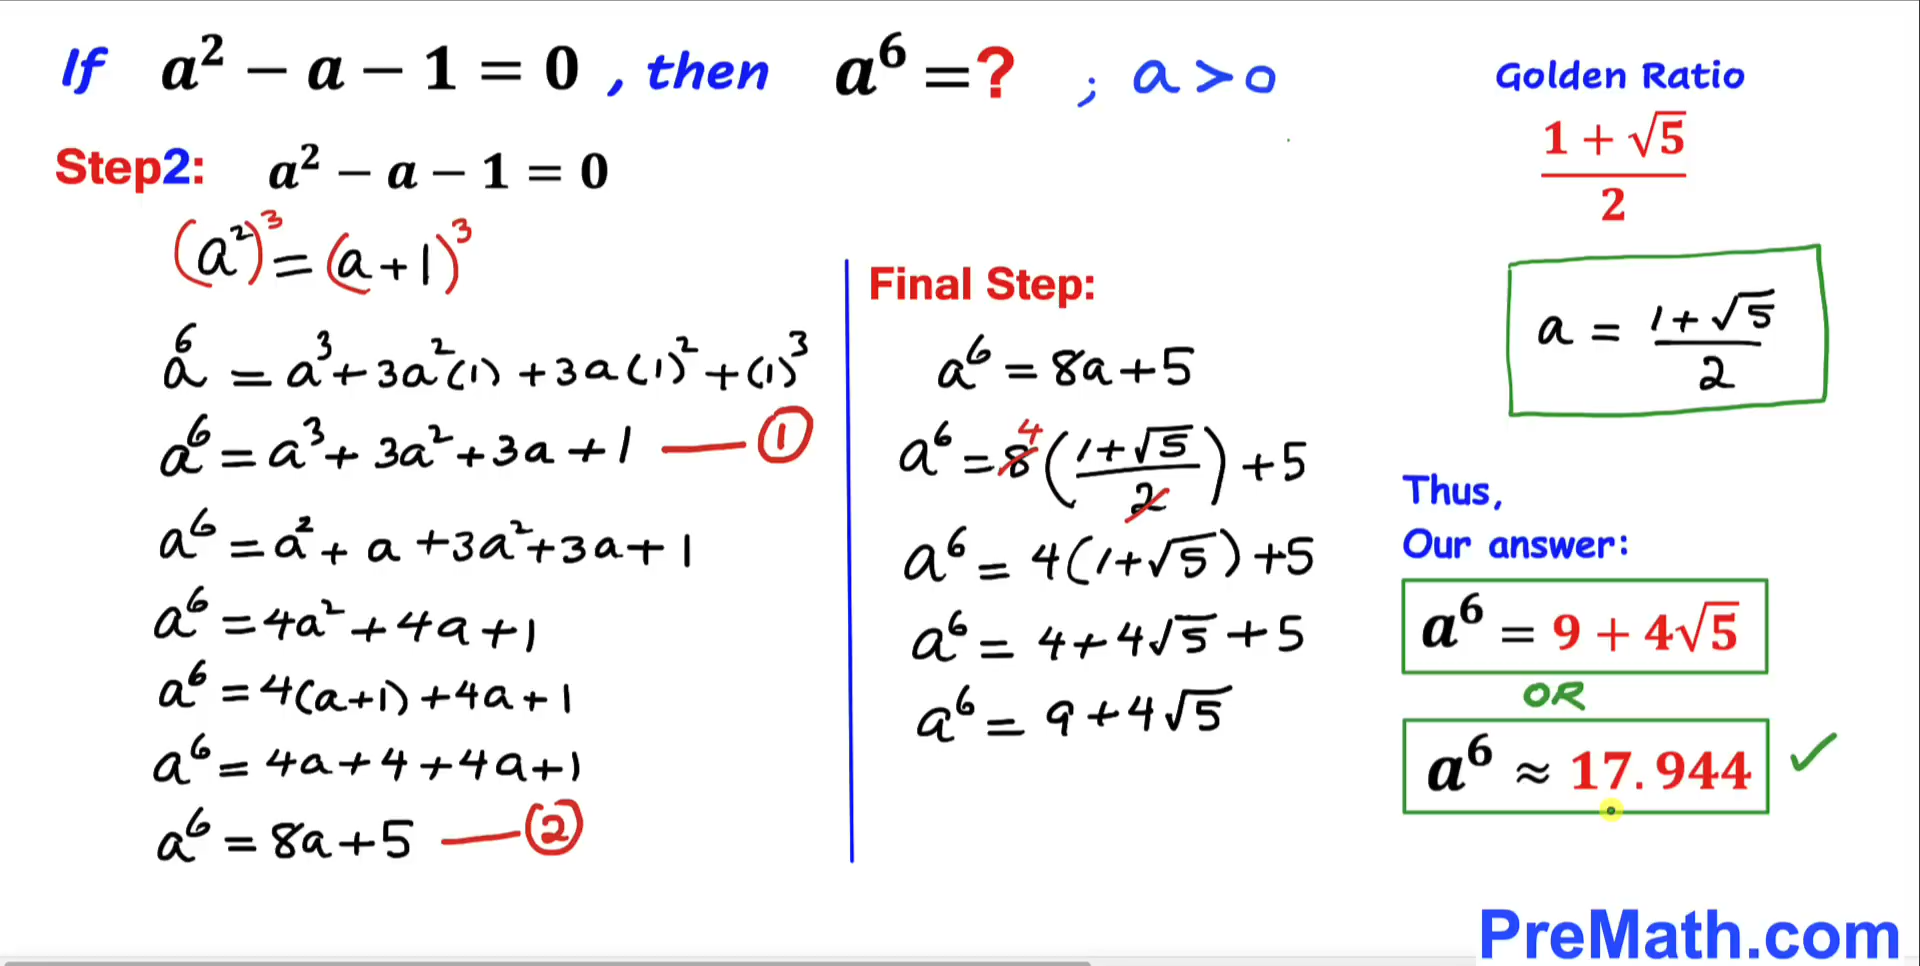 If a² − a − 1 = 0 , then a⁶ = ? ; a > 0
Step2: a² − a − 1 = 0
(a²)³ = (a + 1)³
a⁶ = a³ + 3a²(1) + 3a(1)² + (1)³
a⁶ = a³ + 3a² + 3a + 1 — ①
a⁶ = a² + a + 3a² + 3a + 1
a⁶ = 4a² + 4a + 1
a⁶ = 4(a+1) + 4a + 1
a⁶ = 4a + 4 + 4a + 1
a⁶ = 8a + 5 — ②
Final Step:
a⁶ = 8a + 5
a⁶ = 8 4 ((1 + √5)/2) + 5
a⁶ = 4(1 + √5) + 5
a⁶ = 4 + 4√5 + 5
a⁶ = 9 + 4√5
Golden Ratio
1 + √5
2
a = (1 + √5)/2
Thus,
Our answer:
a⁶ = 9 + 4√5
OR
a⁶ ≈ 17.944 ✓
PreMath.com